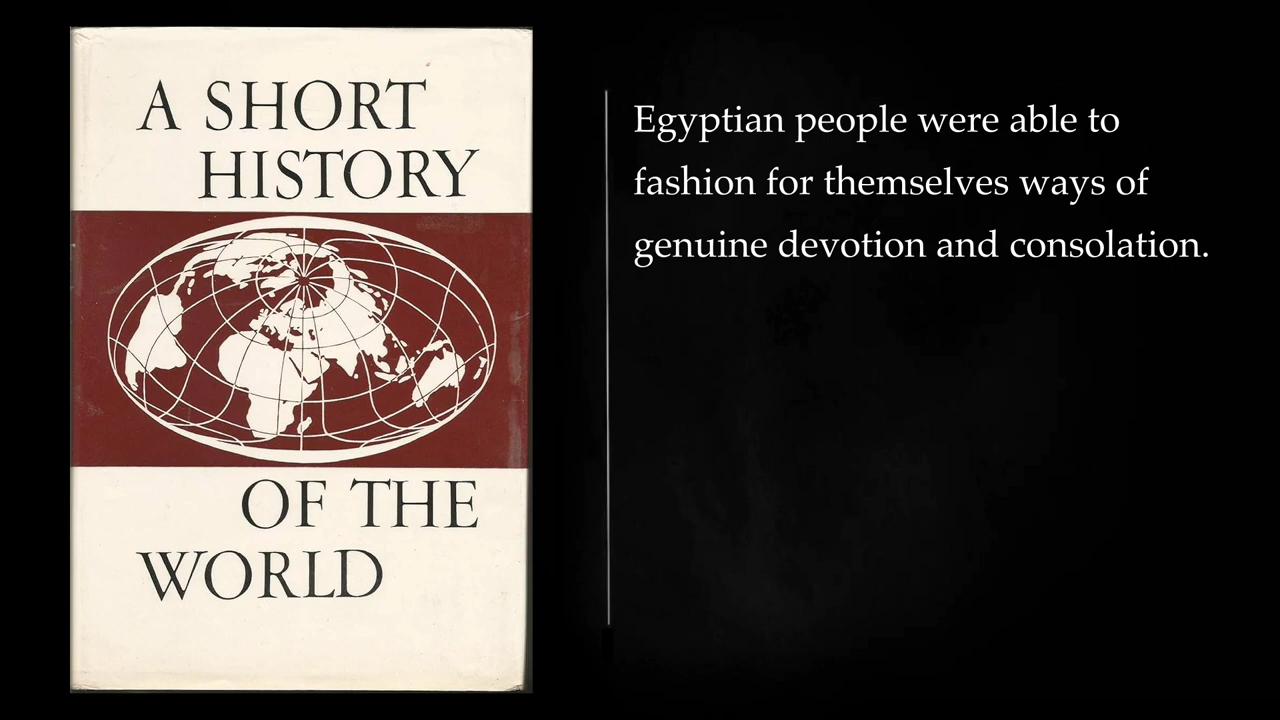 A SHORT
HISTORY
OF THE
WORLD
Egyptian people were able to
fashion for themselves ways of
genuine devotion and consolation.